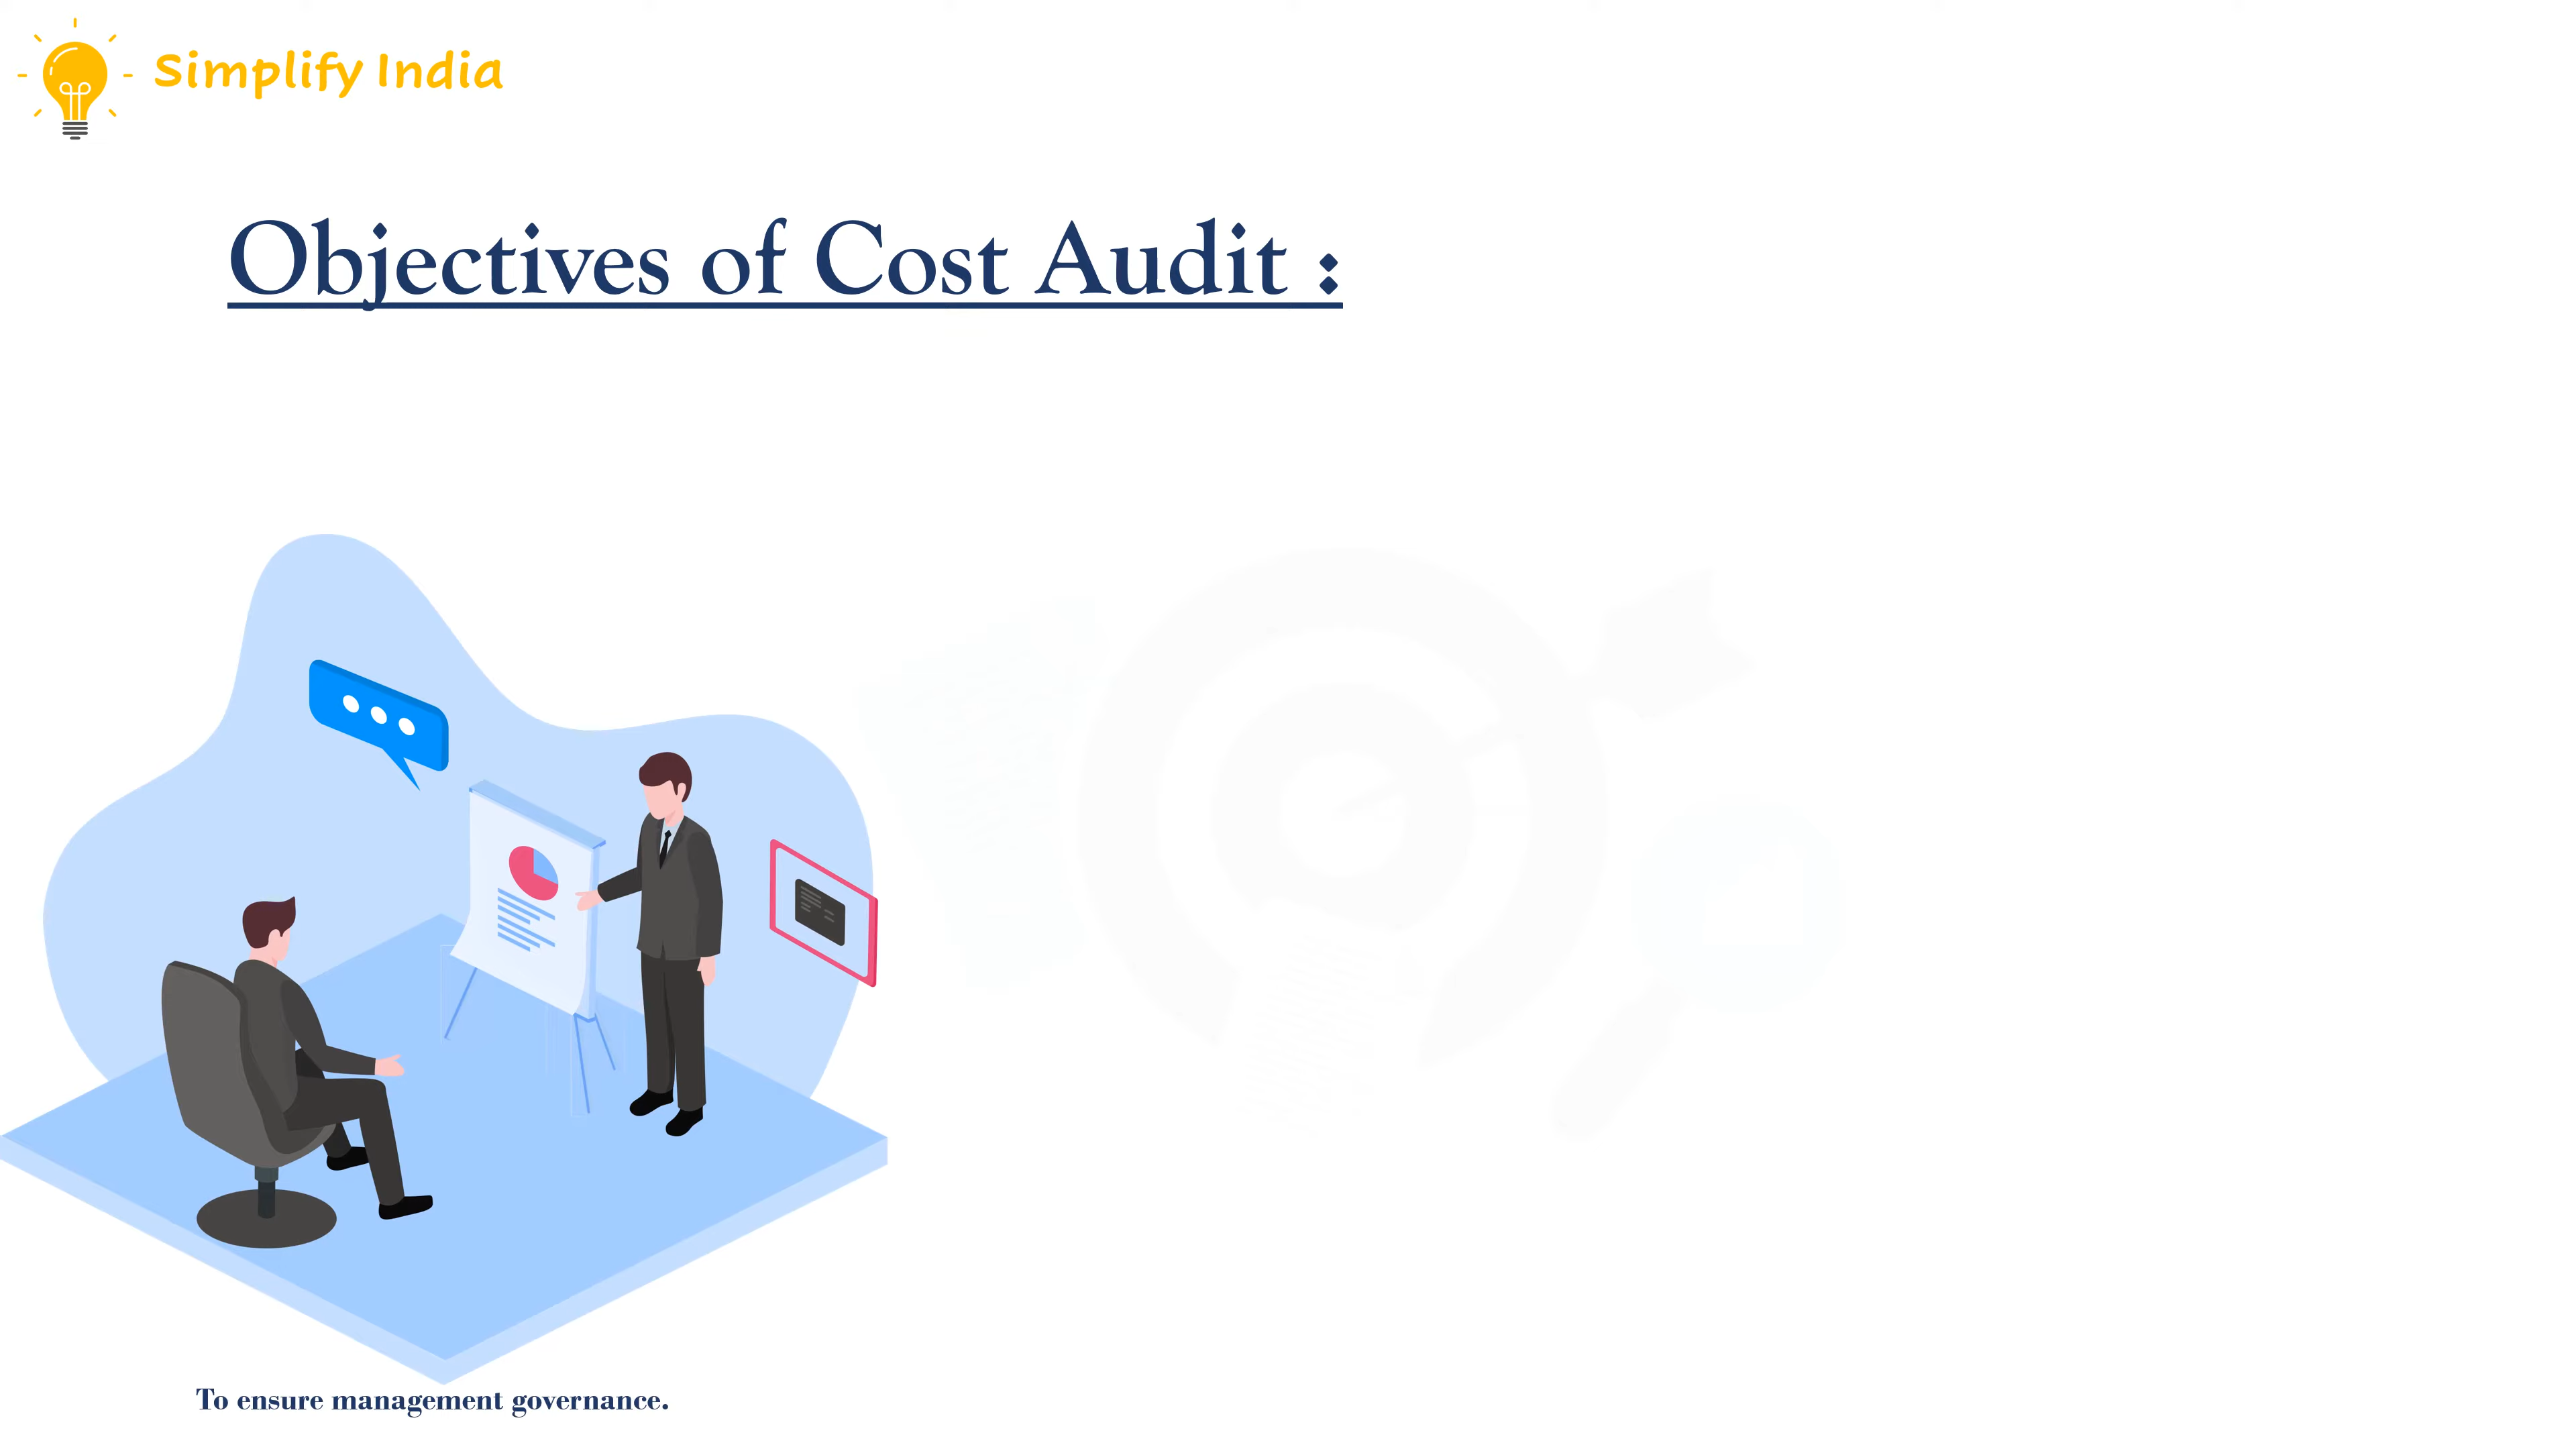 Simplify India
Objectives of Cost Audit :
To ensure management governance.